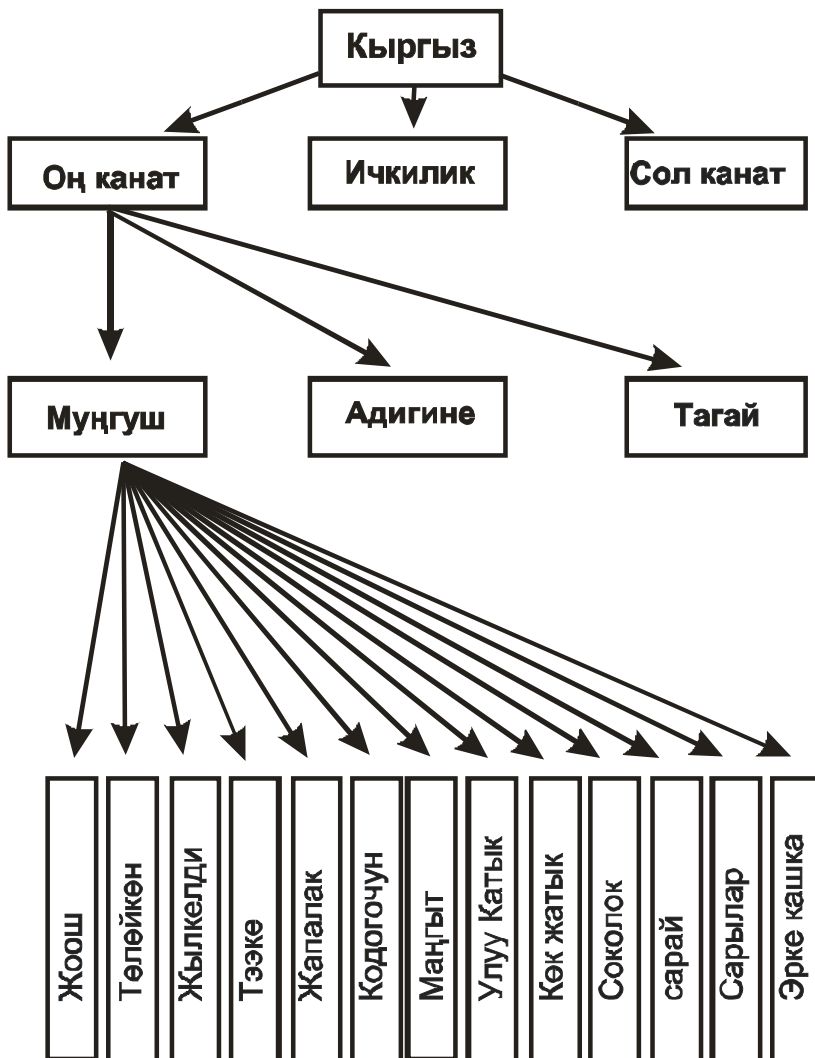 Кыргыз
Оң канат
Ичкилик
Сол канат
Муңгуш
Адигине
Тагай
Жоош
Төлөйкөн
Жылкелди
Тээке
Жапалак
Кодогочун
Маңгыт
Улуу Катык
Көк жатык
Соколок
сарай
Сарылар
Эрке кашка